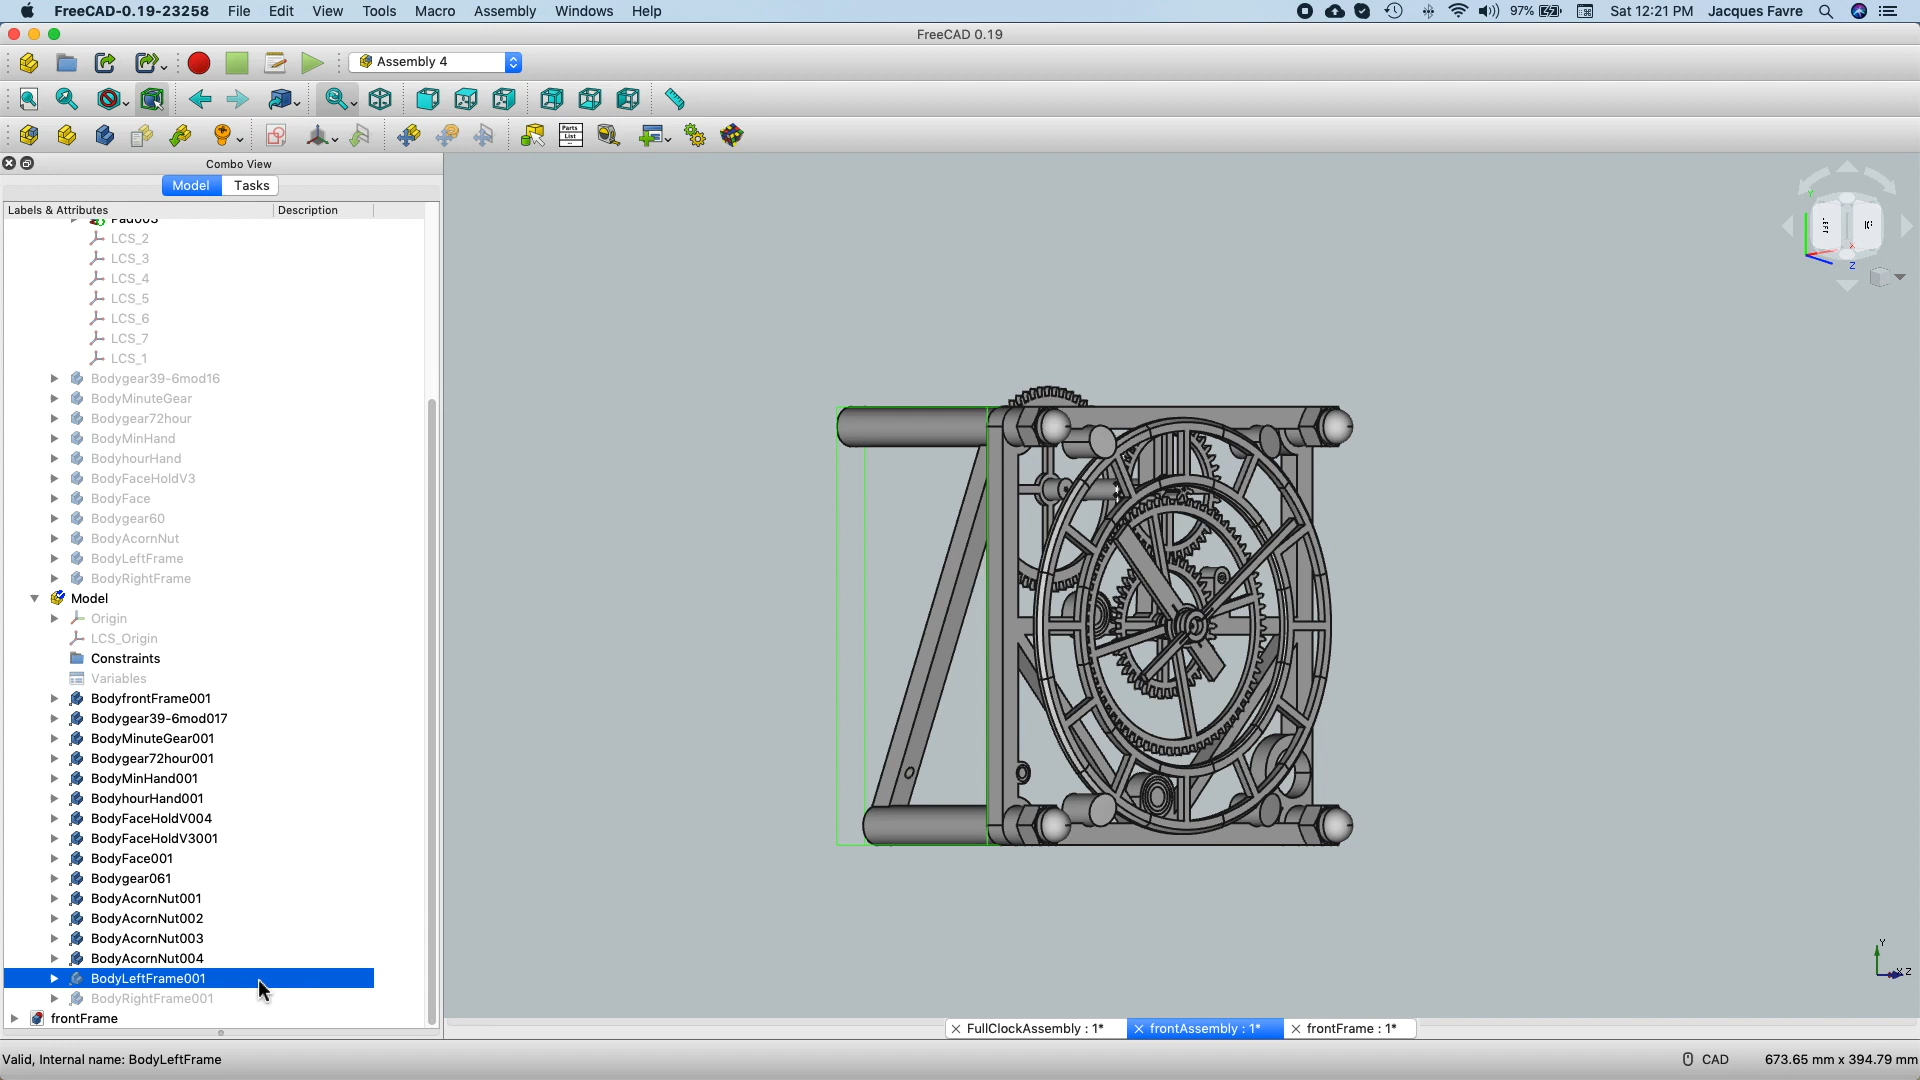 FreeCAD-0.19-23258 File Edit View Tools Macro Assembly Windows Help 97% Sat 12:21 PM Jacques Favre
FreeCAD 0.19
Assembly 4
Parts List
Combo View
Model Tasks
Labels & Attributes Description
Pad003
LCS_2
LCS_3
LCS_4
LCS_5
LCS_6
LCS_7
LCS_1
Bodygear39-6mod16
BodyMinuteGear
Bodygear72hour
BodyMinHand
BodyhourHand
BodyFaceHoldV3
BodyFace
Bodygear60
BodyAcornNut
BodyLeftFrame
BodyRightFrame
Model
Origin
LCS_Origin
Constraints
Variables
BodyfrontFrame001
Bodygear39-6mod017
BodyMinuteGear001
Bodygear72hour001
BodyMinHand001
BodyhourHand001
BodyFaceHoldV004
BodyFaceHoldV3001
BodyFace001
Bodygear061
BodyAcornNut001
BodyAcornNut002
BodyAcornNut003
BodyAcornNut004
BodyLeftFrame001
BodyRightFrame001
frontFrame
Y
X
Z
Y
X Z
FullClockAssembly : 1* frontAssembly : 1* frontFrame : 1*
Valid, Internal name: BodyLeftFrame CAD 673.65 mm x 394.79 mm